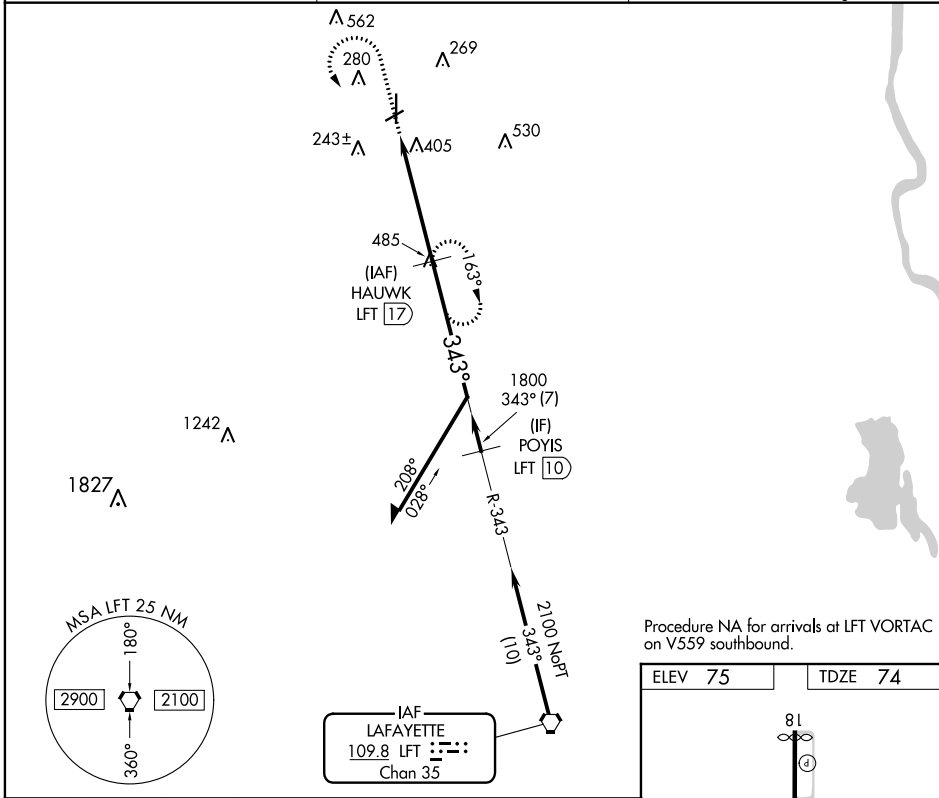 562
269
280
243±
405
530
485
(IAF)
HAUWK
LFT 17
163°
343°
1800
343° (7)
(IF)
POYIS
LFT 10
1242
1827
208°
028°
R-343
2100 NoPT
343°
(10)
MSA LFT 25 NM
180°
2900
2100
360°
IAF
LAFAYETTE
109.8 LFT
Chan 35
Procedure NA for arrivals at LFT VORTAC
on V559 southbound.
ELEV 75
TDZE 74
18
P